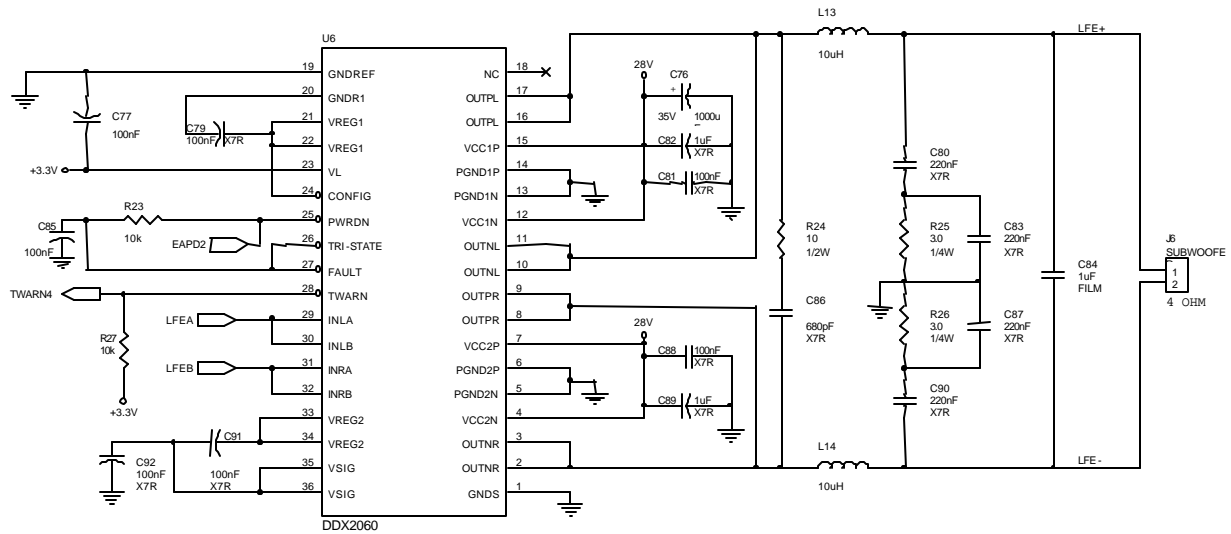 U6
DDX2060
19 GNDREF
20 GNDR1
21 VREG1
22 VREG1
23 VL
24 CONFIG
25 PWRDN
26 TRI-STATE
27 FAULT
28 TWARN
29 INLA
30 INLB
31 INRA
32 INRB
33 VREG2
34 VREG2
35 VSIG
36 VSIG
NC 18
OUTPL 17
OUTPL 16
VCC1P 15
PGND1P 14
PGND1N 13
VCC1N 12
OUTNL 11
OUTNL 10
OUTPR 9
OUTPR 8
VCC2P 7
PGND2P 6
PGND2N 5
VCC2N 4
OUTNR 3
OUTNR 2
GNDS 1
C77
100nF
C79
100nF X7R
+3.3V
R23
10k
C85
100nF
EAPD2
TWARN4
R27
10k
+3.3V
LFEA
LFEB
C91
100nF
X7R
C92
100nF
X7R
28V
C76
+
35V 1000u
C82 1uF
X7R
C81 100nF
X7R
28V
C88 100nF
X7R
C89 1uF
X7R
L13
10uH
R24
10
1/2W
C86
680pF
X7R
L14
10uH
C80
220nF
X7R
R25
3.0
1/4W
C83
220nF
X7R
R26
3.0
1/4W
C87
220nF
X7R
C90
220nF
X7R
C84
1uF
FILM
LFE+
LFE-
J6
SUBWOOFE
1
2
4 OHM